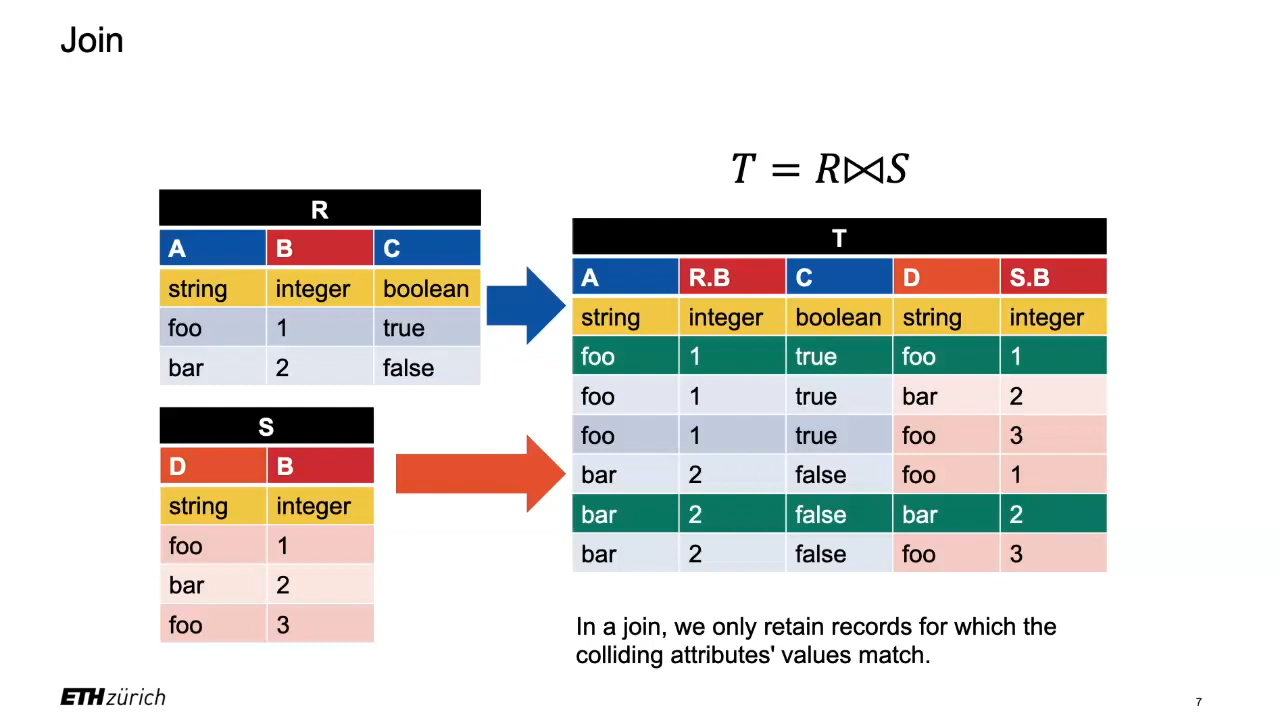 Join
T = R⋈S
R
A B C
string integer boolean
foo 1 true
bar 2 false
S
D B
string integer
foo 1
bar 2
foo 3
T
A R.B C D S.B
string integer boolean string integer
foo 1 true foo 1
foo 1 true bar 2
foo 1 true foo 3
bar 2 false foo 1
bar 2 false bar 2
bar 2 false foo 3
In a join, we only retain records for which the
colliding attributes' values match.
ETH zürich
7